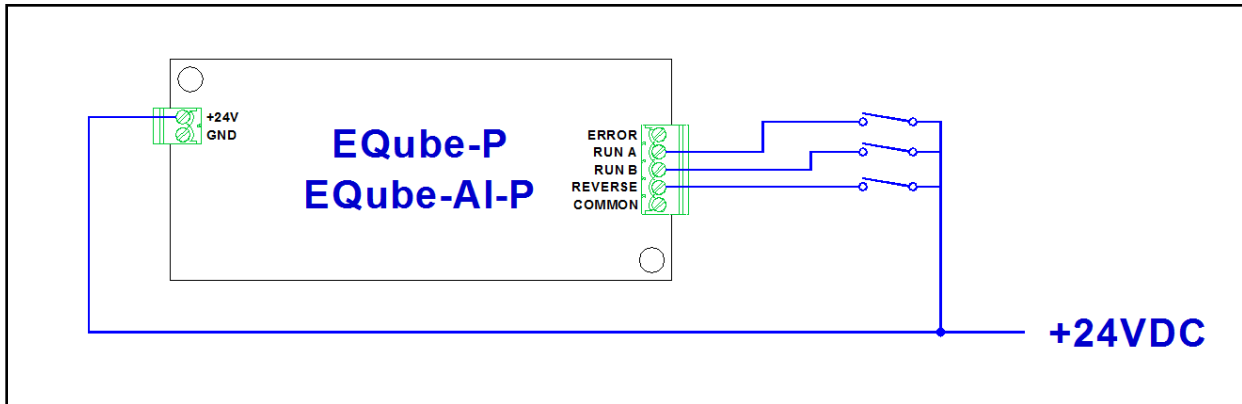 +24V
GND
EQube-P
EQube-AI-P
ERROR
RUN A
RUN B
REVERSE
COMMON
+24VDC